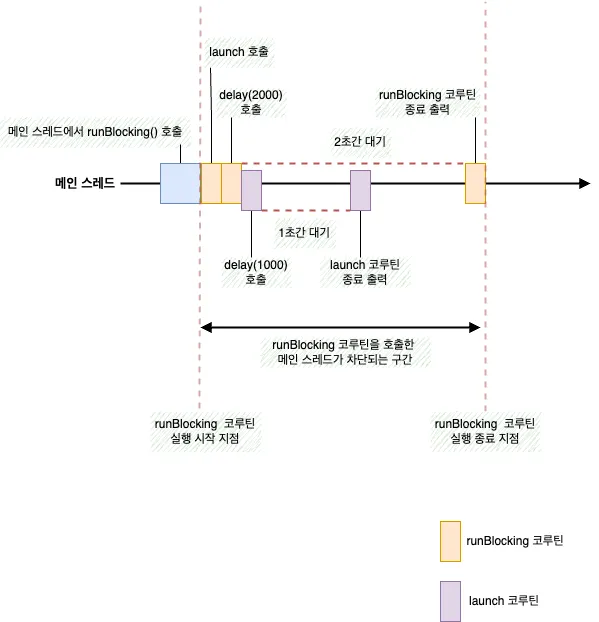 launch 호출
delay(2000)
호출
runBlocking 코루틴
종료 출력
메인 스레드에서 runBlocking() 호출
2초간 대기
메인 스레드
1초간 대기
delay(1000)
호출
launch 코루틴
종료 출력
runBlocking 코루틴을 호출한
메인 스레드가 차단되는 구간
runBlocking 코루틴
실행 시작 지점
runBlocking 코루틴
실행 종료 지점
runBlocking 코루틴
launch 코루틴